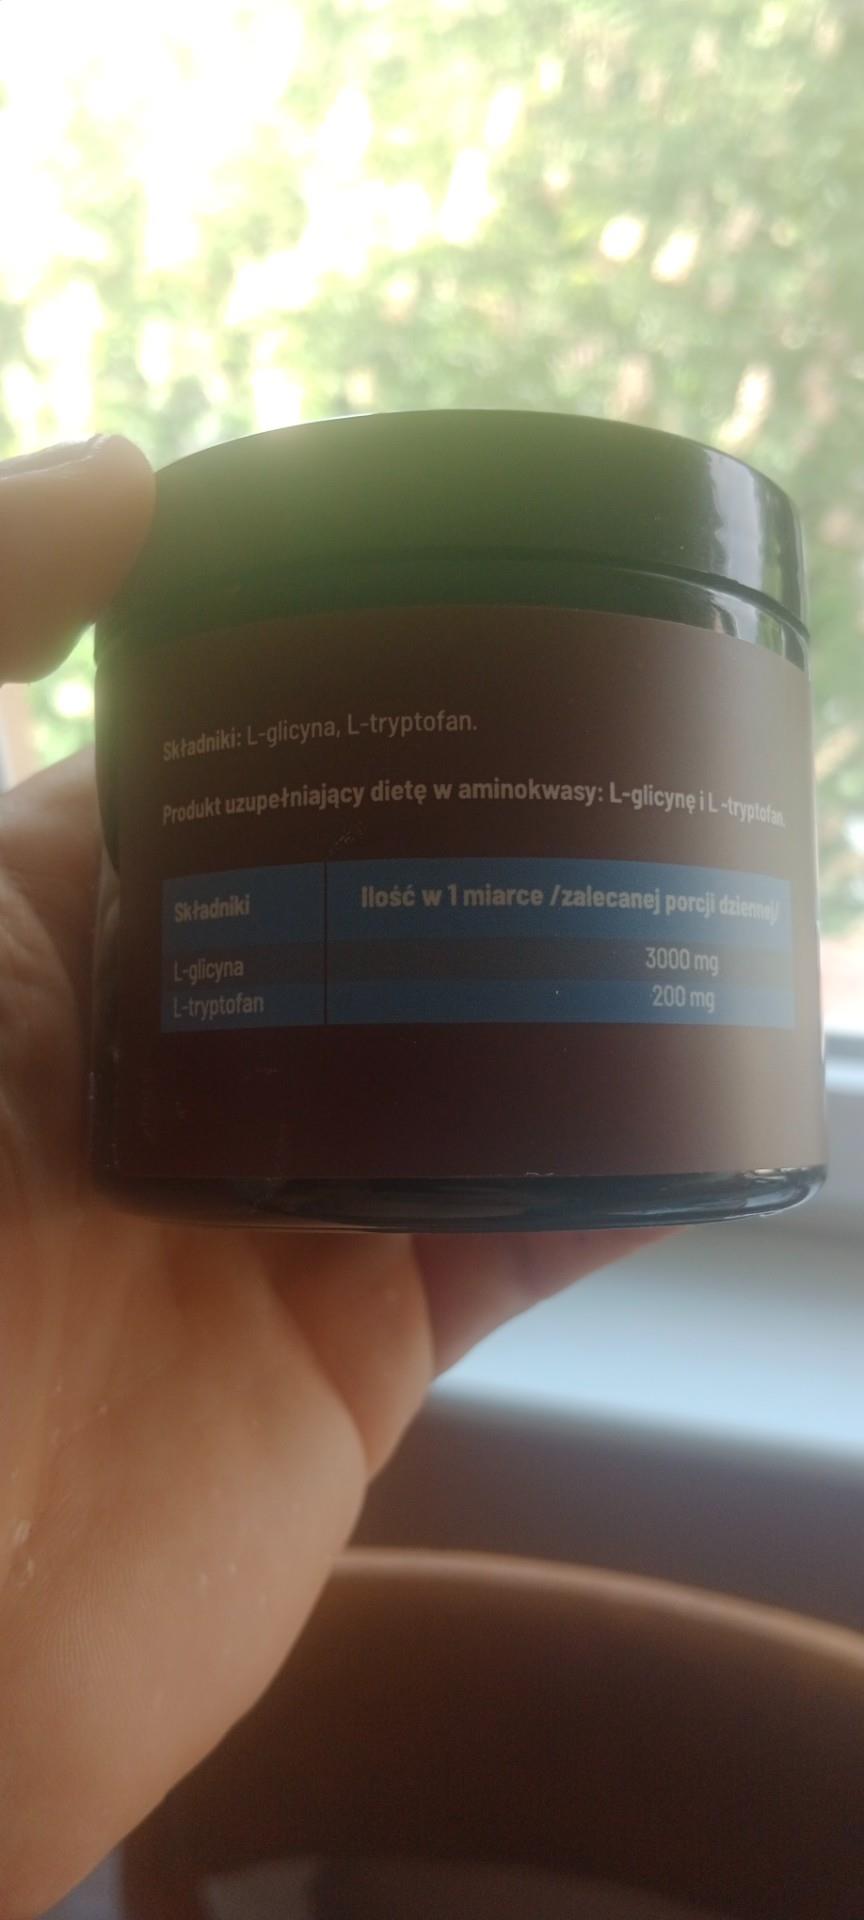 Składniki: L-glicyna, L-tryptofan.
Produkt uzupełniający dietę w aminokwasy: L-glicynę i L -tryptofan.
Składniki Ilość w 1 miarce /zalecanej porcji dziennej/
L-glicyna 3000 mg
L-tryptofan 200 mg